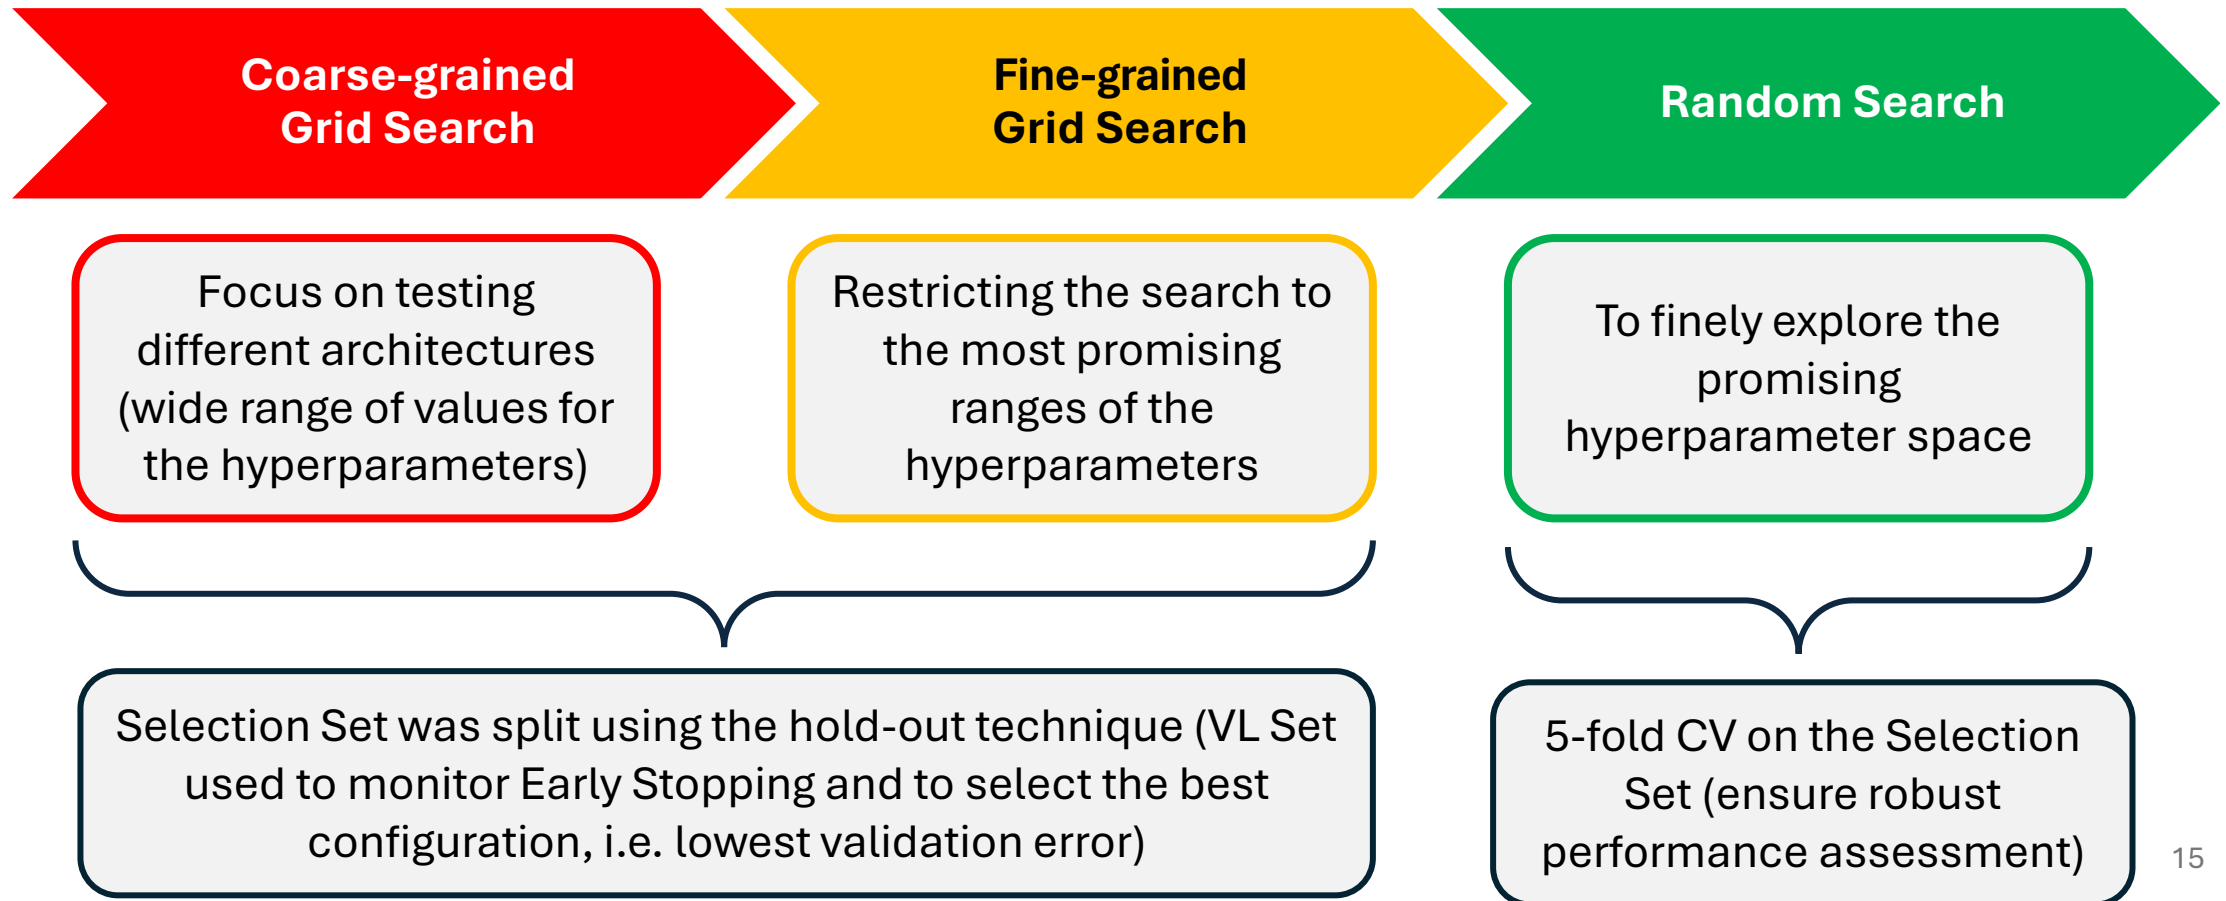 Coarse-grained
Grid Search
Fine-grained
Grid Search
Random Search
Focus on testing
different architectures
(wide range of values for
the hyperparameters)
Restricting the search to
the most promising
ranges of the
hyperparameters
To finely explore the
promising
hyperparameter space
Selection Set was split using the hold-out technique (VL Set
used to monitor Early Stopping and to select the best
configuration, i.e. lowest validation error)
5-fold CV on the Selection
Set (ensure robust
performance assessment)
15